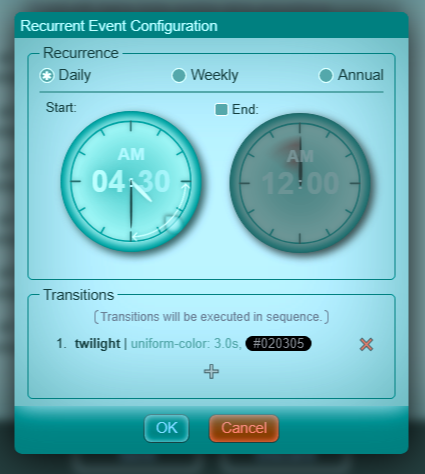 Recurrent Event Configuration
Recurrence
Daily Weekly Annual
Start: End:
AM AM
04:30 12:00
Transitions
(Transitions will be executed in sequence.)
1. twilight | uniform-color: 3.0s, #020305
OK Cancel